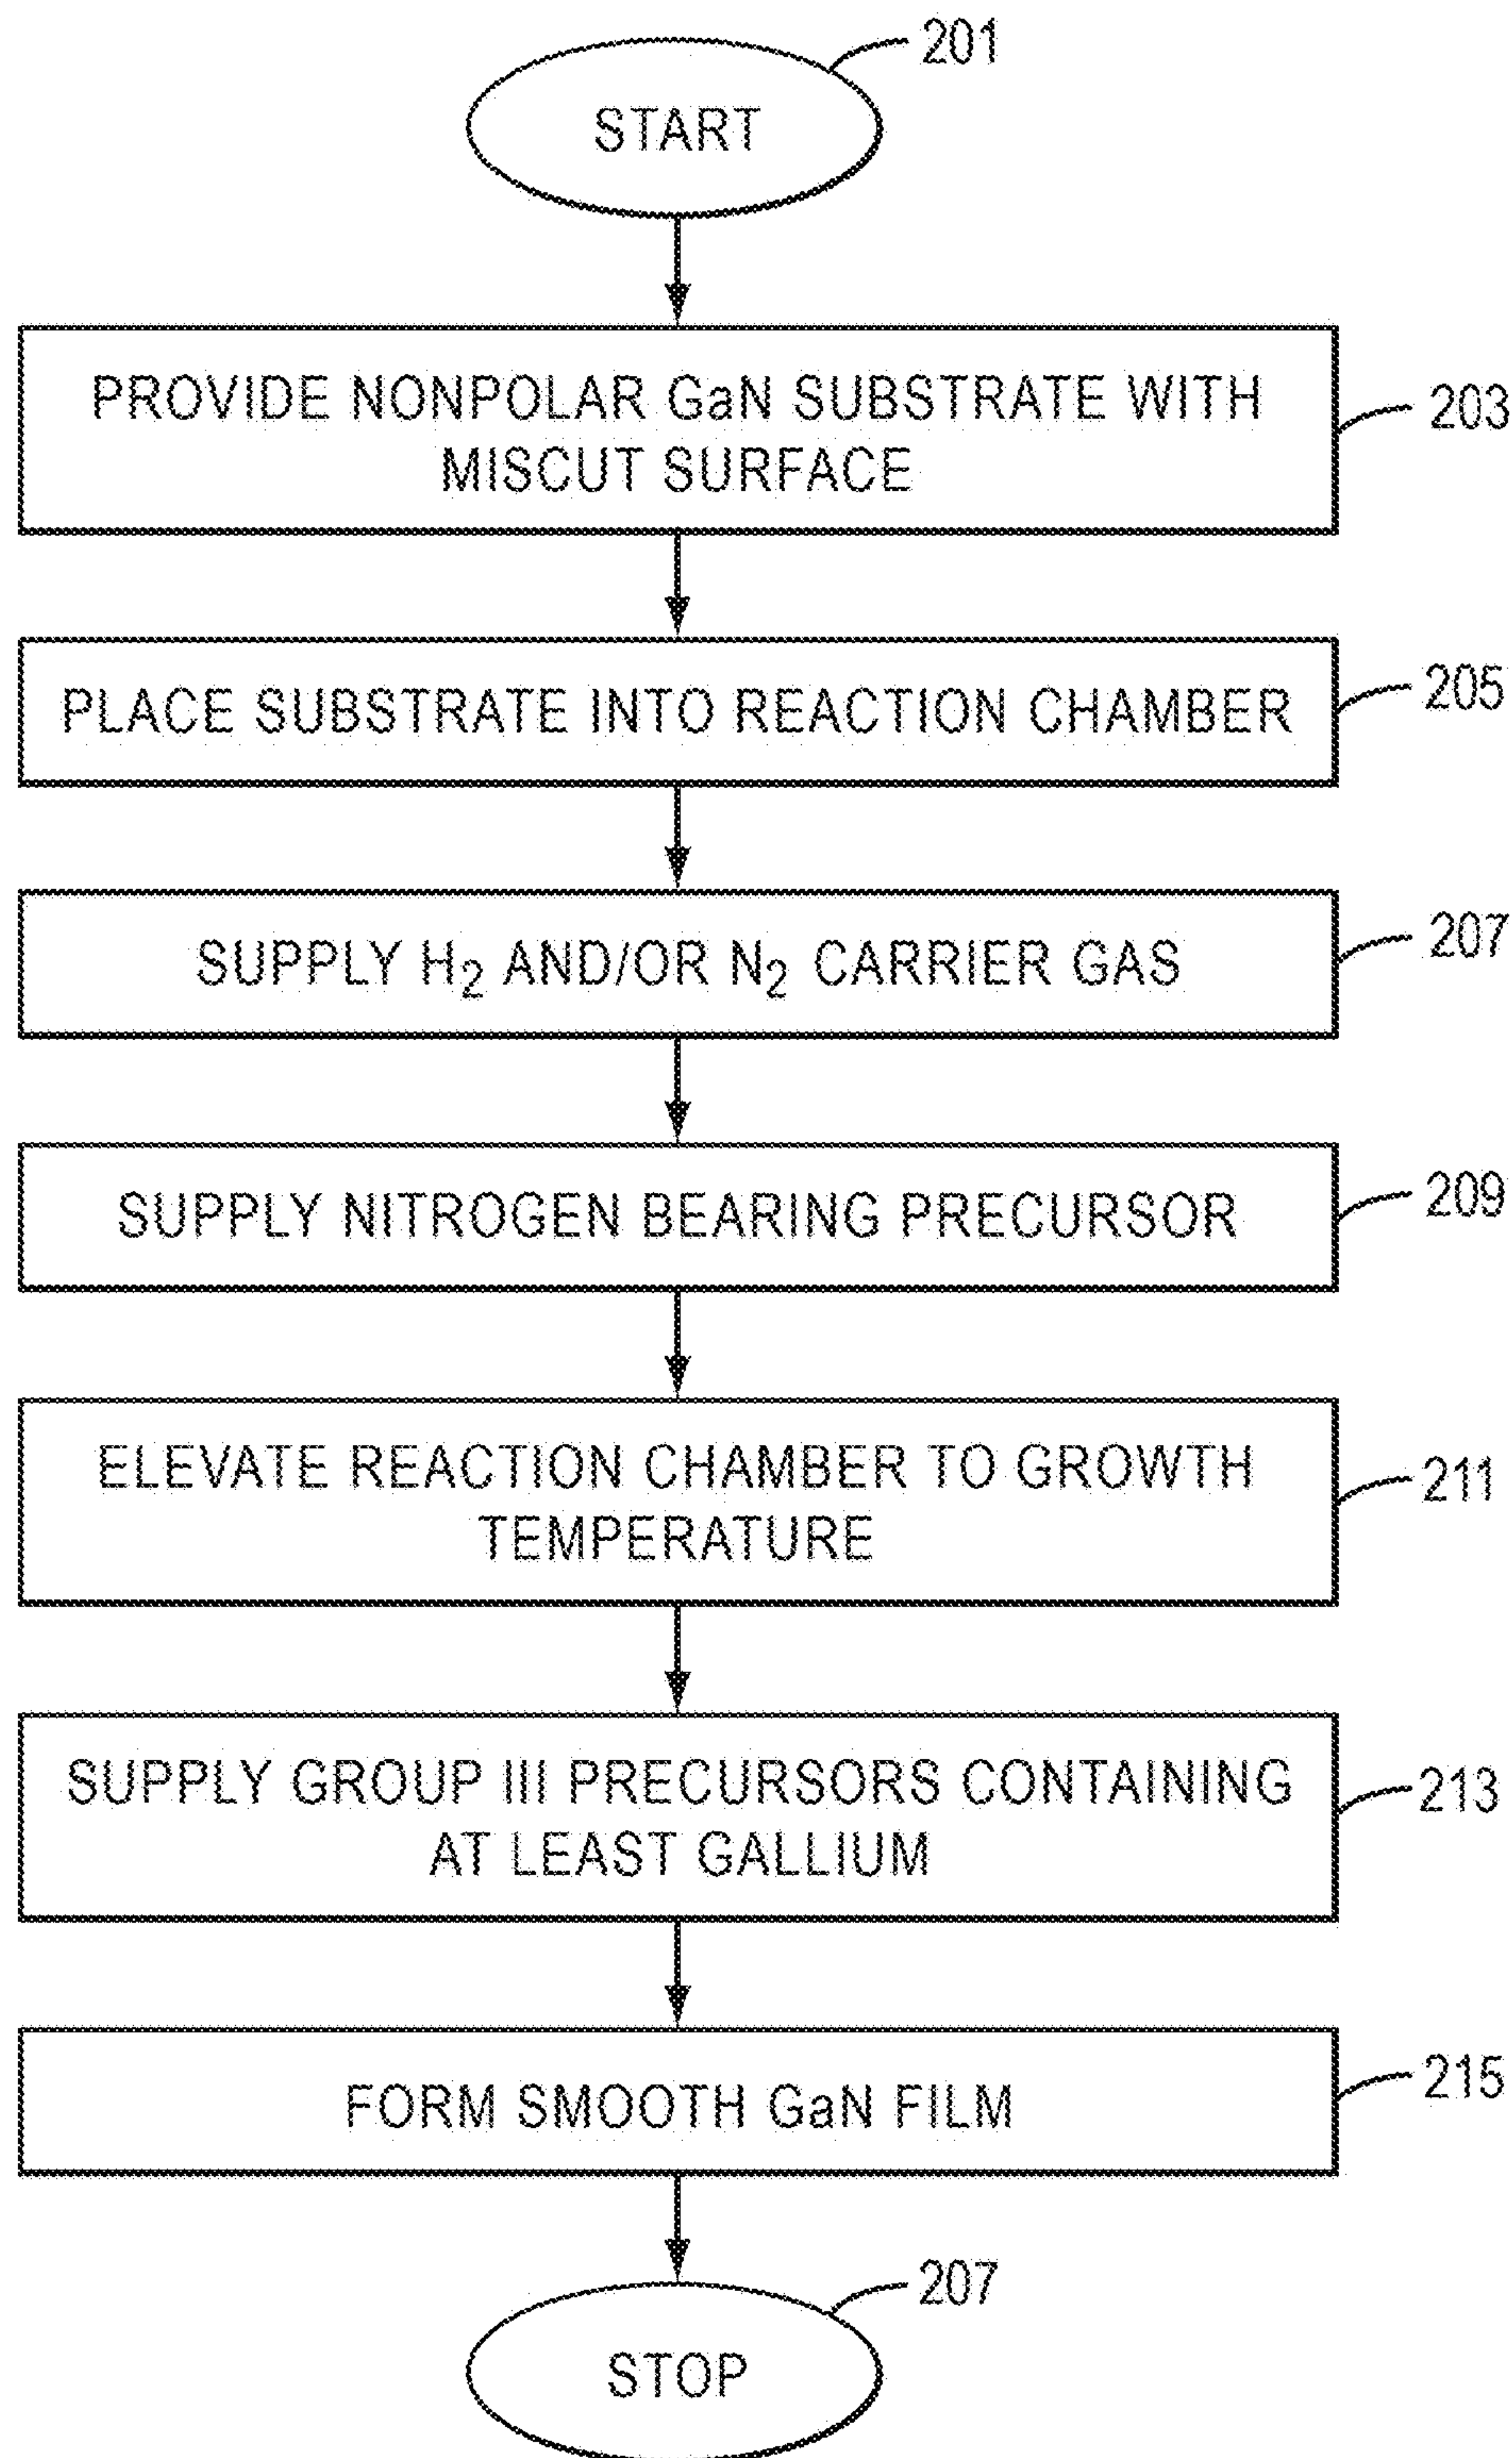 201
START
PROVIDE NONPOLAR GaN SUBSTRATE WITH
MISCUT SURFACE
203
PLACE SUBSTRATE INTO REACTION CHAMBER
205
SUPPLY H₂ AND/OR N₂ CARRIER GAS
207
SUPPLY NITROGEN BEARING PRECURSOR
209
ELEVATE REACTION CHAMBER TO GROWTH
TEMPERATURE
211
SUPPLY GROUP III PRECURSORS CONTAINING
AT LEAST GALLIUM
213
FORM SMOOTH GaN FILM
215
207
STOP